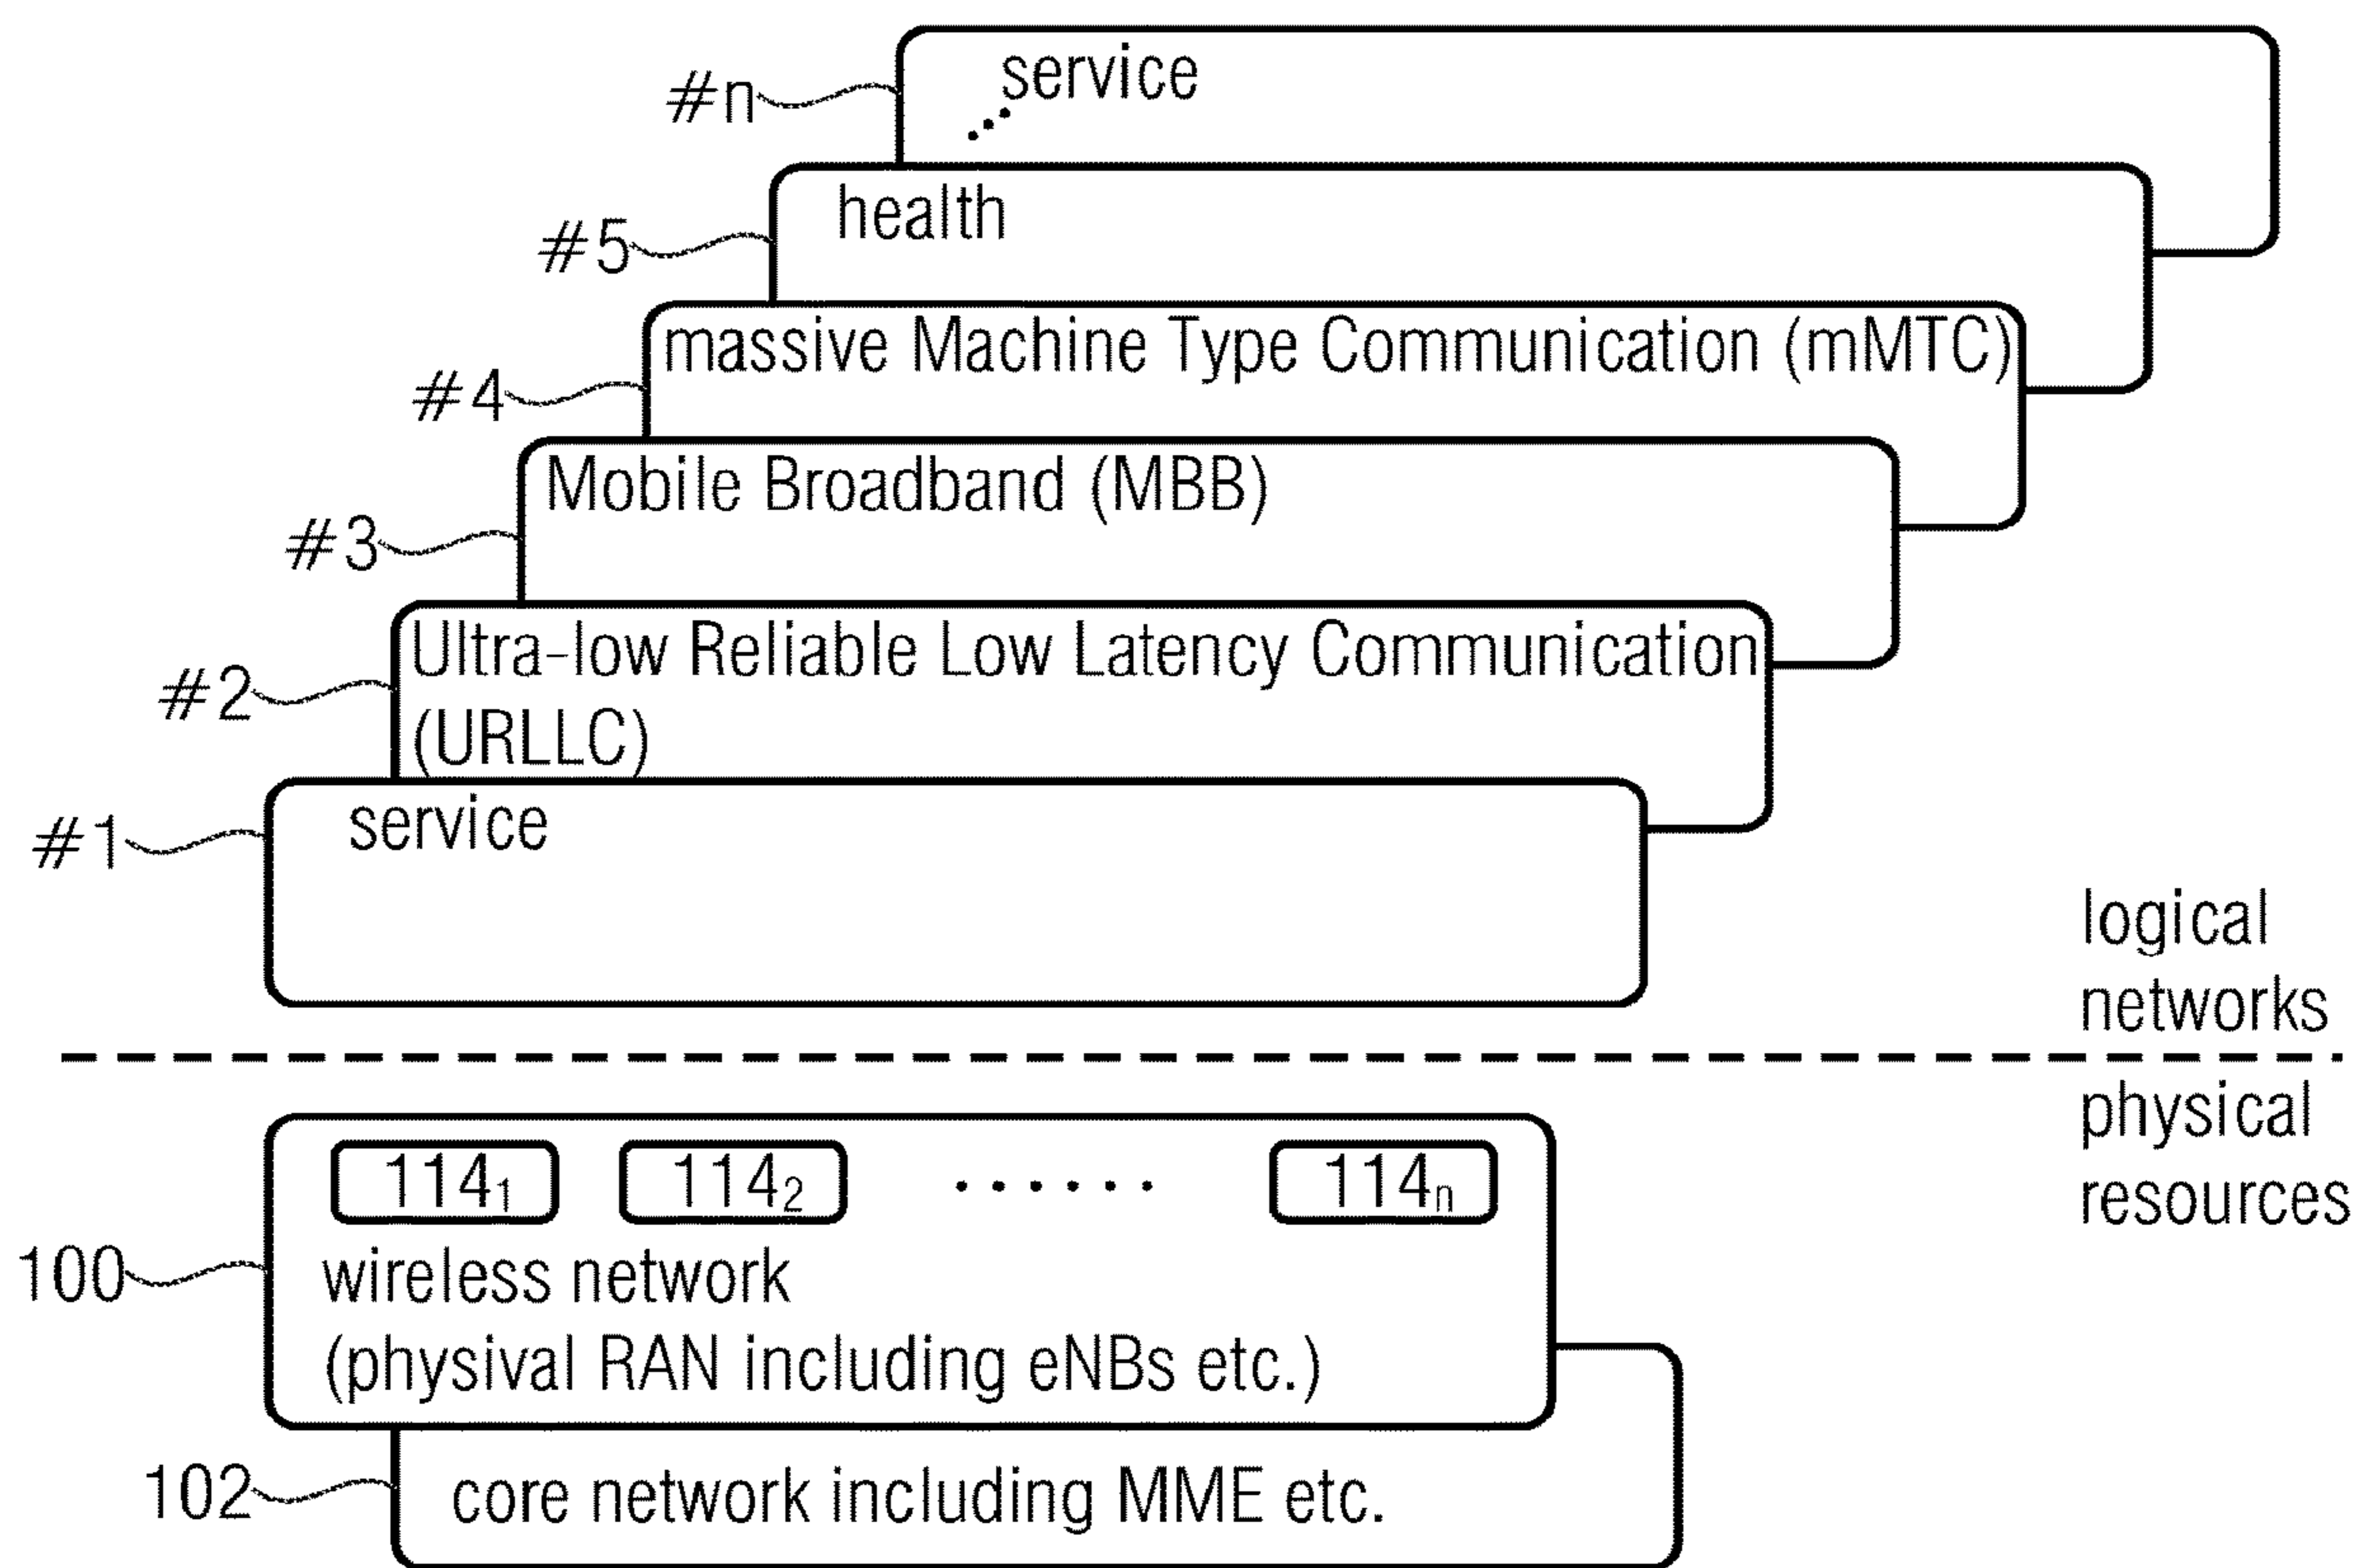 #n service
#5 health
#4 massive Machine Type Communication (mMTC)
#3 Mobile Broadband (MBB)
#2 Ultra-low Reliable Low Latency Communication
(URLLC)
#1 service
logical
networks
physical
resources
114₁ 114₂ ...... 114ₙ
100 wireless network
(physival RAN including eNBs etc.)
102 core network including MME etc.